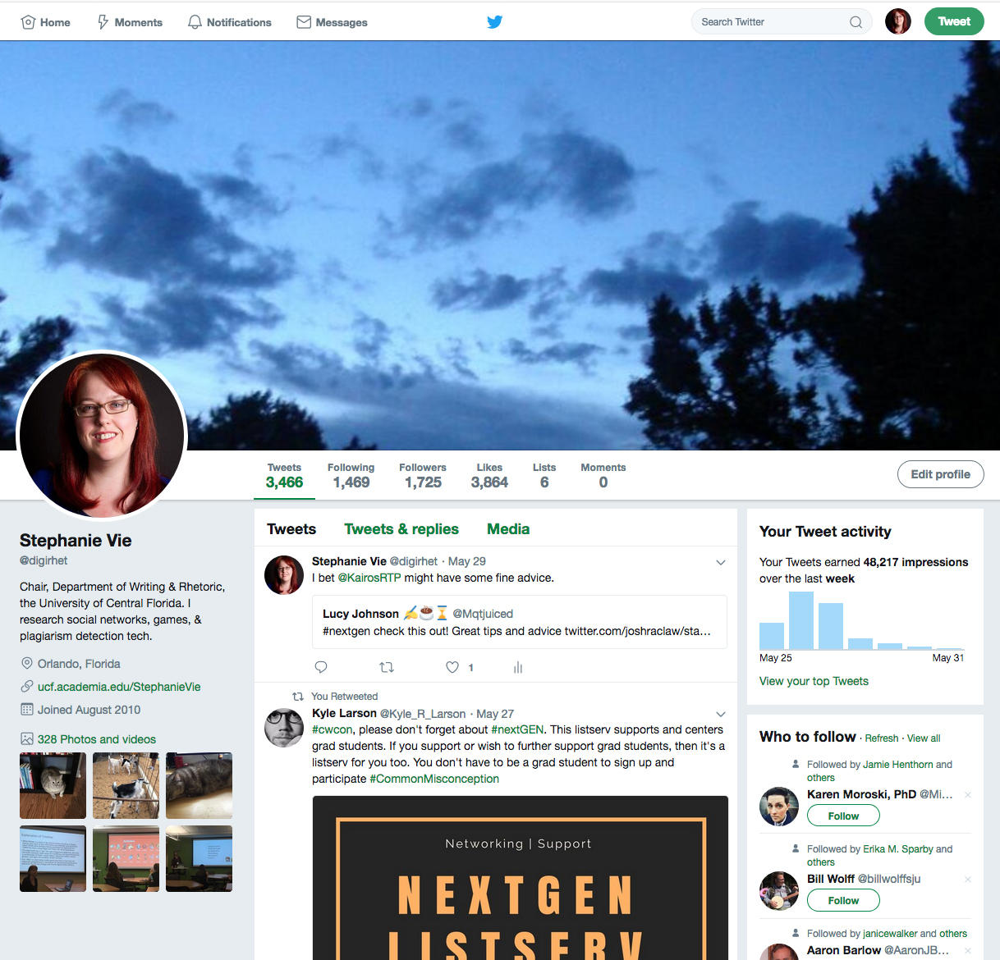 Home
Moments
Notifications
Messages
Search Twitter
Tweet
Tweets
3,466
Following
1,469
Followers
1,725
Likes
3,864
Lists
6
Moments
0
Edit profile
Stephanie Vie
@digirhet
Chair, Department of Writing & Rhetoric,
the University of Central Florida. I
research social networks, games, &
plagiarism detection tech.
Orlando, Florida
ucf.academia.edu/StephanieVie
Joined August 2010
328 Photos and videos
Tweets Tweets & replies Media
Stephanie Vie @digirhet · May 29
I bet @KairosRTP might have some fine advice.
Lucy Johnson ✍️☕⌛ @Mqtjuiced
#nextgen check this out! Great tips and advice twitter.com/joshraclaw/sta…
1
You Retweeted
Kyle Larson @Kyle_R_Larson · May 27
#cwcon, please don't forget about #nextGEN. This listserv supports and centers
grad students. If you support or wish to further support grad students, then it's a
listserv for you too. You don't have to be a grad student to sign up and
participate #CommonMisconception
Networking | Support
NEXTGEN
LISTSERV
Your Tweet activity
Your Tweets earned 48,217 impressions
over the last week
May 25
May 31
View your top Tweets
Who to follow · Refresh · View all
Followed by Jamie Henthorn and
others
Karen Moroski, PhD @Mi...
Follow
Followed by Erika M. Sparby and
others
Bill Wolff @billwolffsju
Follow
Followed by janicewalker and others
Aaron Barlow @AaronJB...